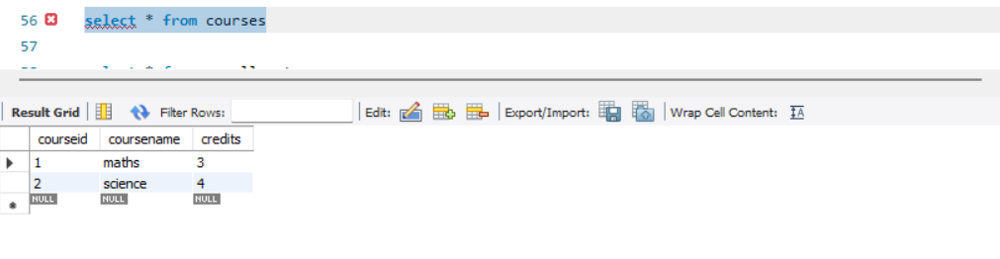 56 select * from courses
57
Result Grid Filter Rows: Edit: Export/Import: Wrap Cell Content:
courseid coursename credits
1 maths 3
2 science 4
NULL NULL NULL